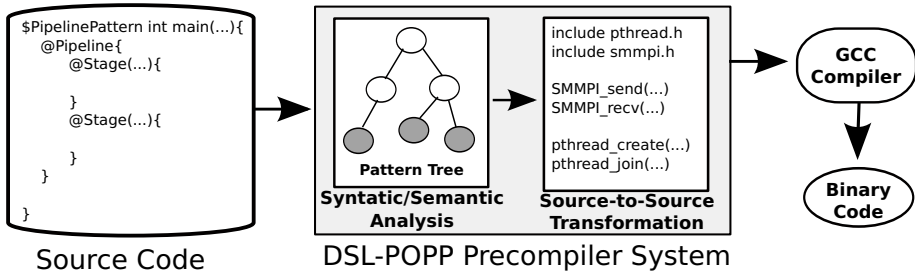 $PipelinePattern int main(...){
@Pipeline{
@Stage(...){
}
@Stage(...){
}
}
}
Source Code
Pattern Tree
Syntatic/Semantic
Analysis
include pthread.h
include smmpi.h
SMMPI_send(...)
SMMPI_recv(...)
pthread_create(...)
pthread_join(...)
Source-to-Source
Transformation
DSL-POPP Precompiler System
GCC
Compiler
Binary
Code